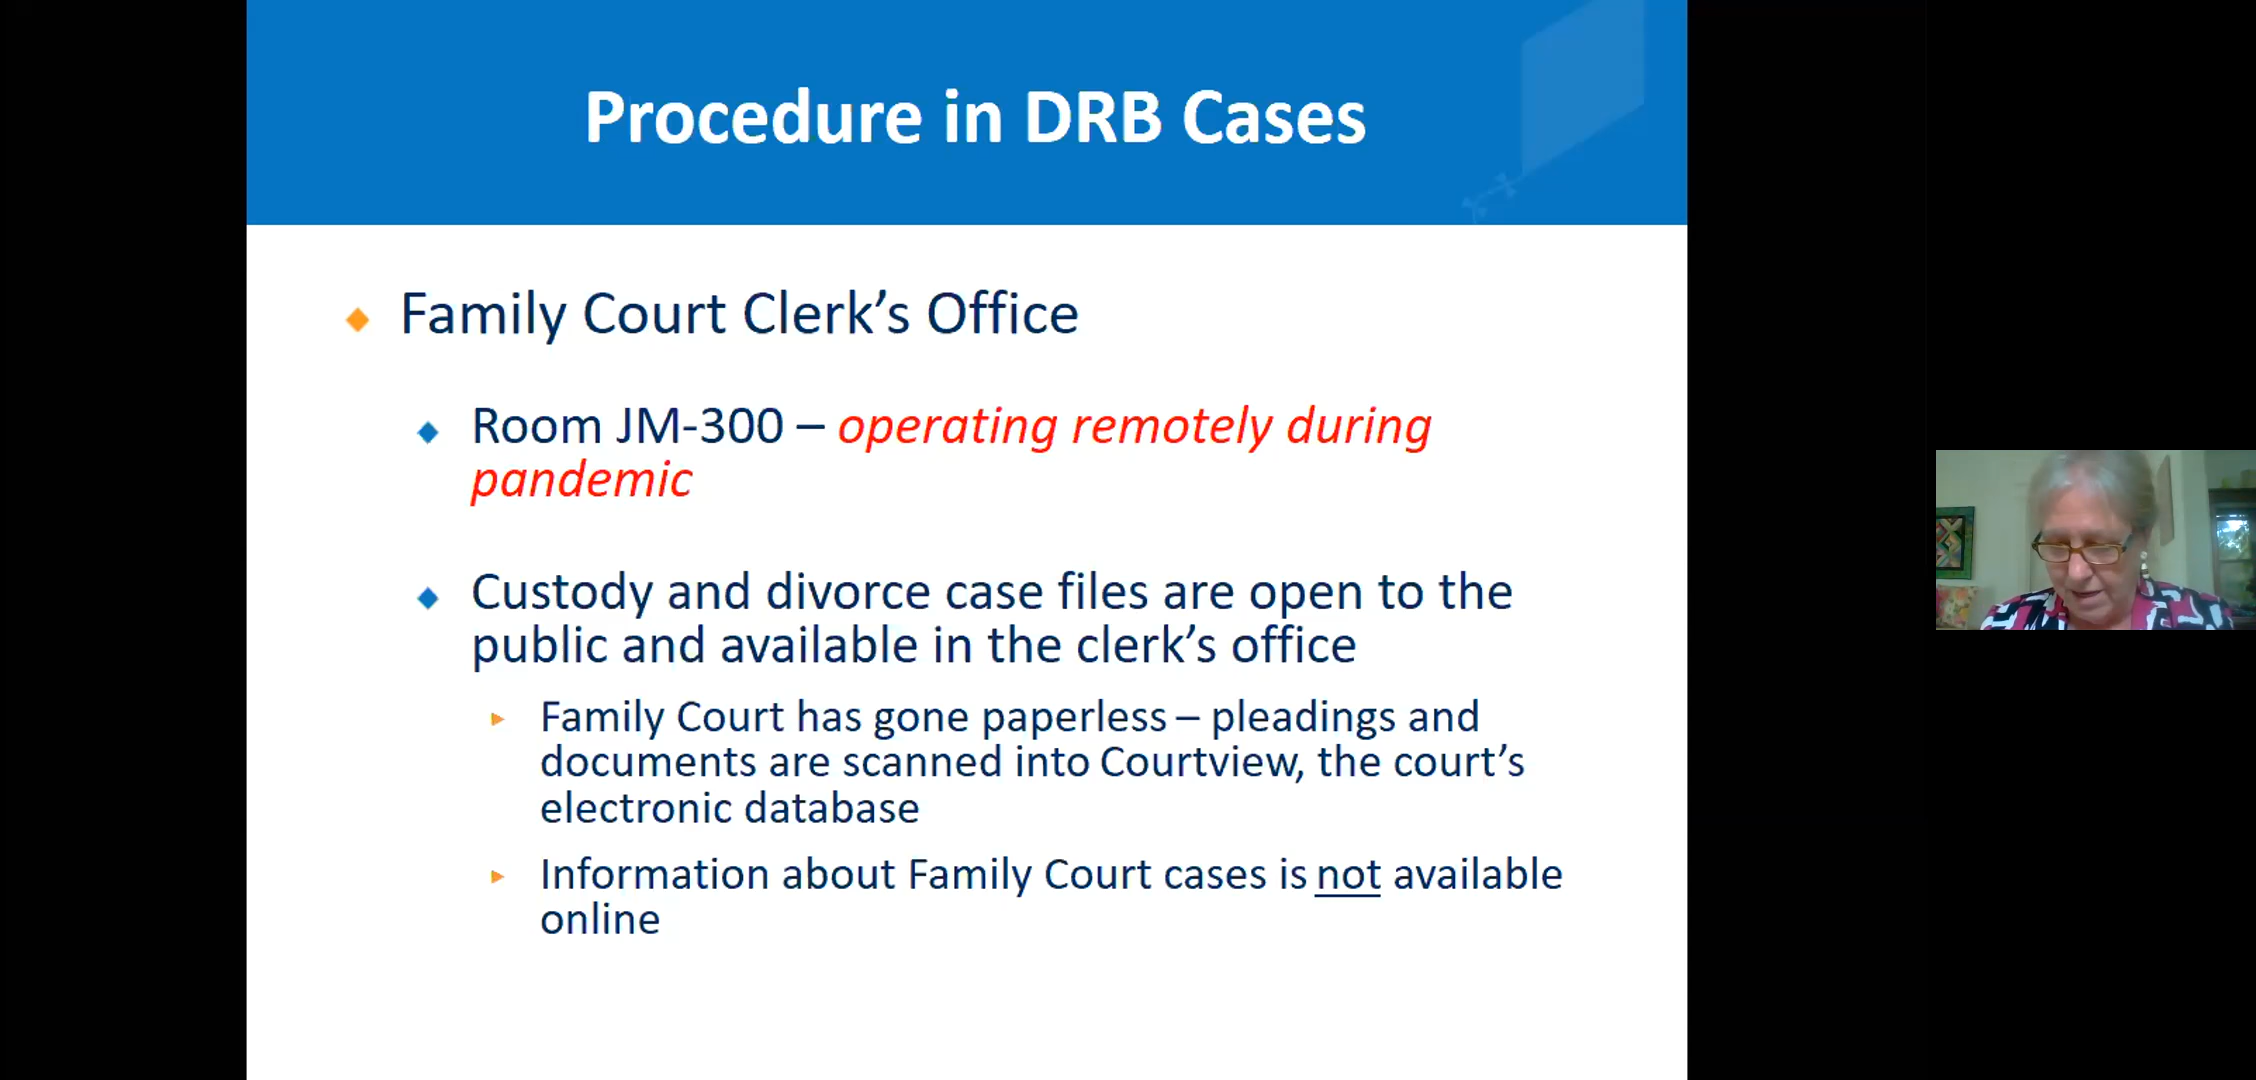 Procedure in DRB Cases
Family Court Clerk’s Office
Room JM-300 – operating remotely during
pandemic
Custody and divorce case files are open to the
public and available in the clerk’s office
Family Court has gone paperless – pleadings and
documents are scanned into Courtview, the court’s
electronic database
Information about Family Court cases is not available
online